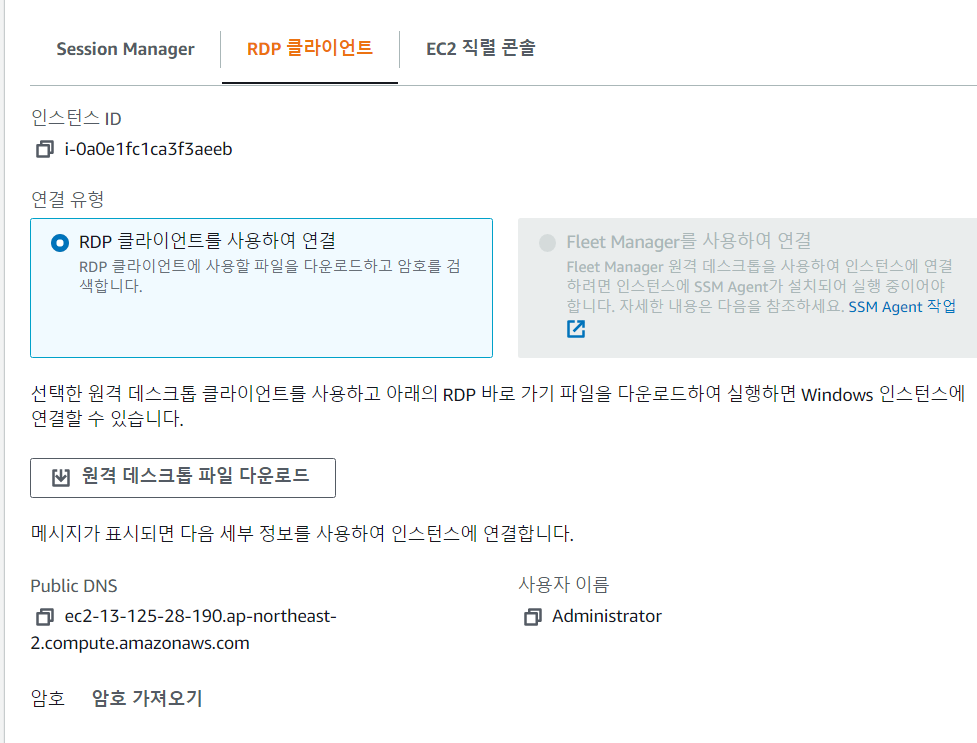 Session Manager
RDP 클라이언트
EC2 직렬 콘솔
인스턴스 ID
i-0a0e1fc1ca3f3aeeb
연결 유형
RDP 클라이언트를 사용하여 연결
RDP 클라이언트에 사용할 파일을 다운로드하고 암호를 검
색합니다.
Fleet Manager를 사용하여 연결
Fleet Manager 원격 데스크톱을 사용하여 인스턴스에 연결
하려면 인스턴스에 SSM Agent가 설치되어 실행 중이어야
합니다. 자세한 내용은 다음을 참조하세요. SSM Agent 작업
선택한 원격 데스크톱 클라이언트를 사용하고 아래의 RDP 바로 가기 파일을 다운로드하여 실행하면 Windows 인스턴스에
연결할 수 있습니다.
원격 데스크톱 파일 다운로드
메시지가 표시되면 다음 세부 정보를 사용하여 인스턴스에 연결합니다.
Public DNS
ec2-13-125-28-190.ap-northeast-
2.compute.amazonaws.com
사용자 이름
Administrator
암호 암호 가져오기